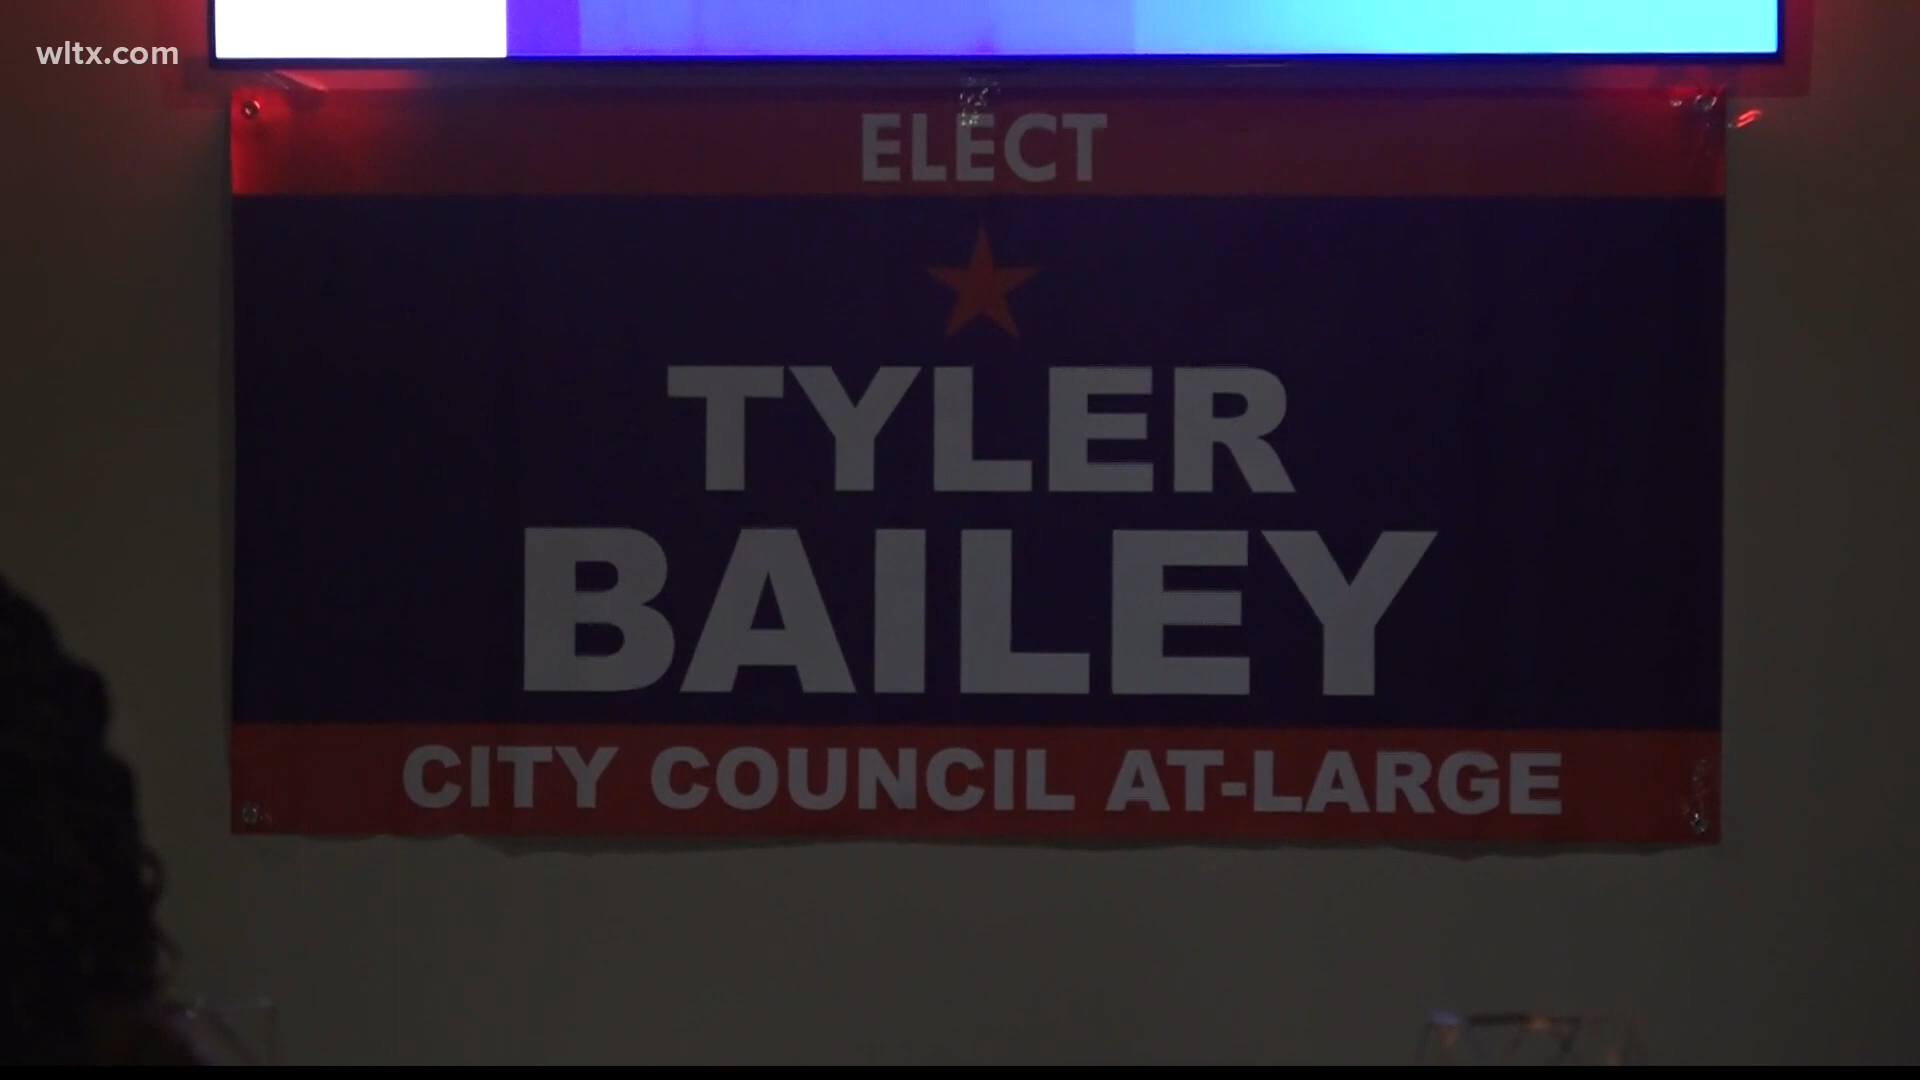 wltx.com
ELECT
TYLER
BAILEY
CITY COUNCIL AT-LARGE